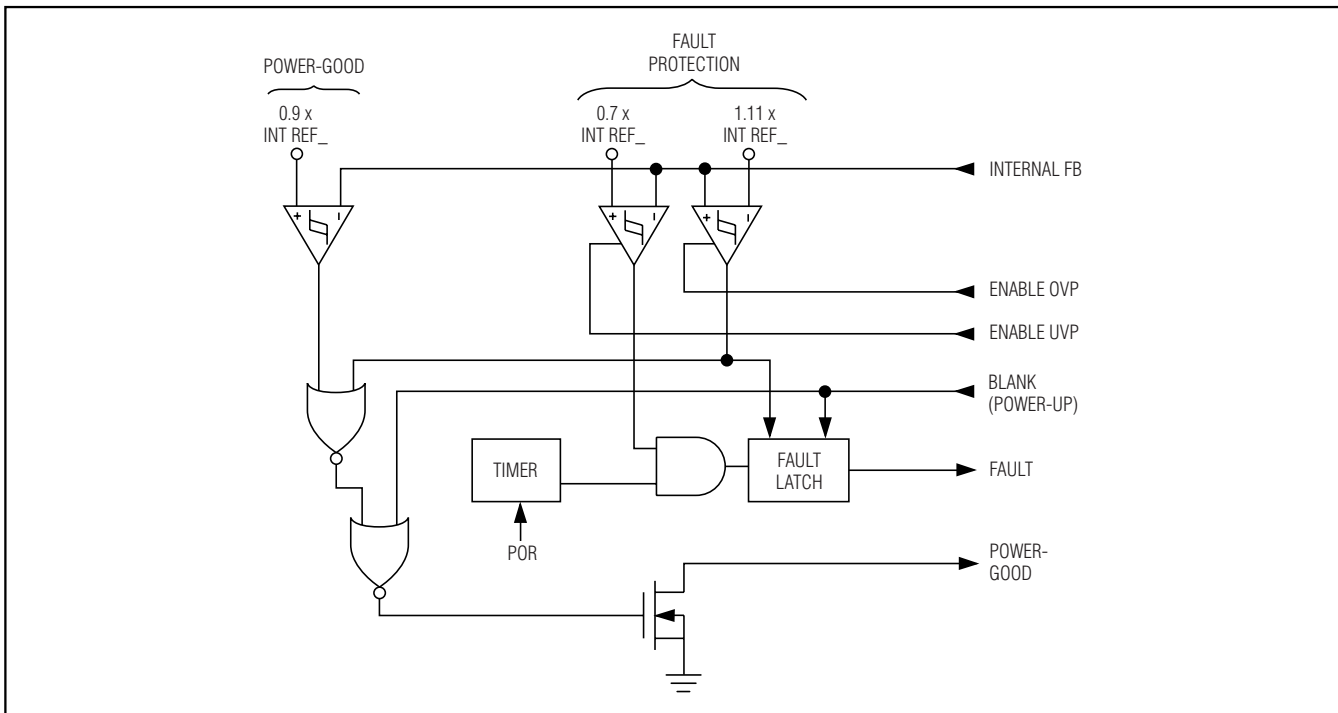 FAULT
PROTECTION
POWER-GOOD
0.9 x
INT REF_
0.7 x
INT REF_
1.11 x
INT REF_
INTERNAL FB
+ –
+ –
+ –
ENABLE OVP
ENABLE UVP
BLANK
(POWER-UP)
TIMER
FAULT
LATCH
FAULT
POR
POWER-
GOOD